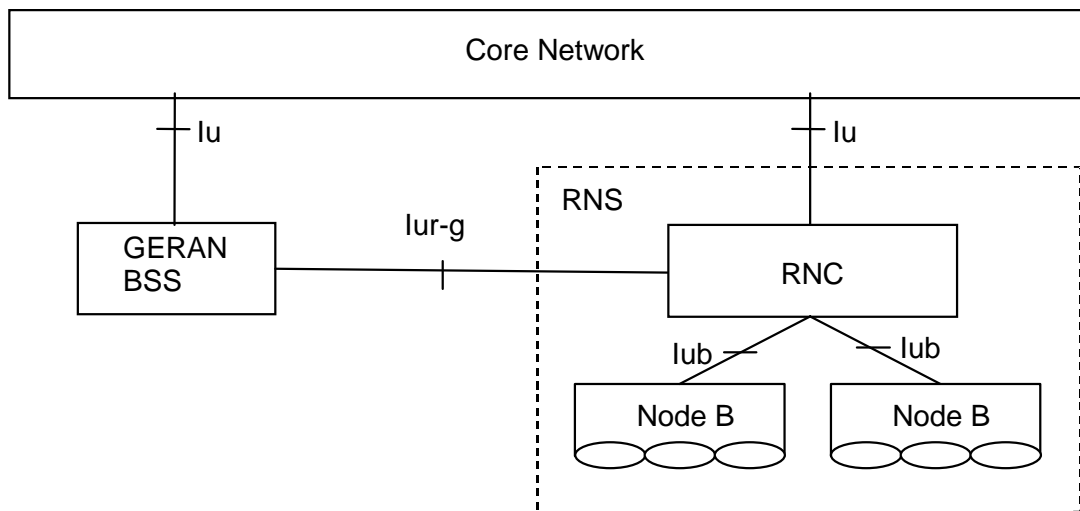 Core Network
Iu
Iu
RNS
Iur-g
GERAN
BSS
RNC
Iub
Iub
Node B
Node B